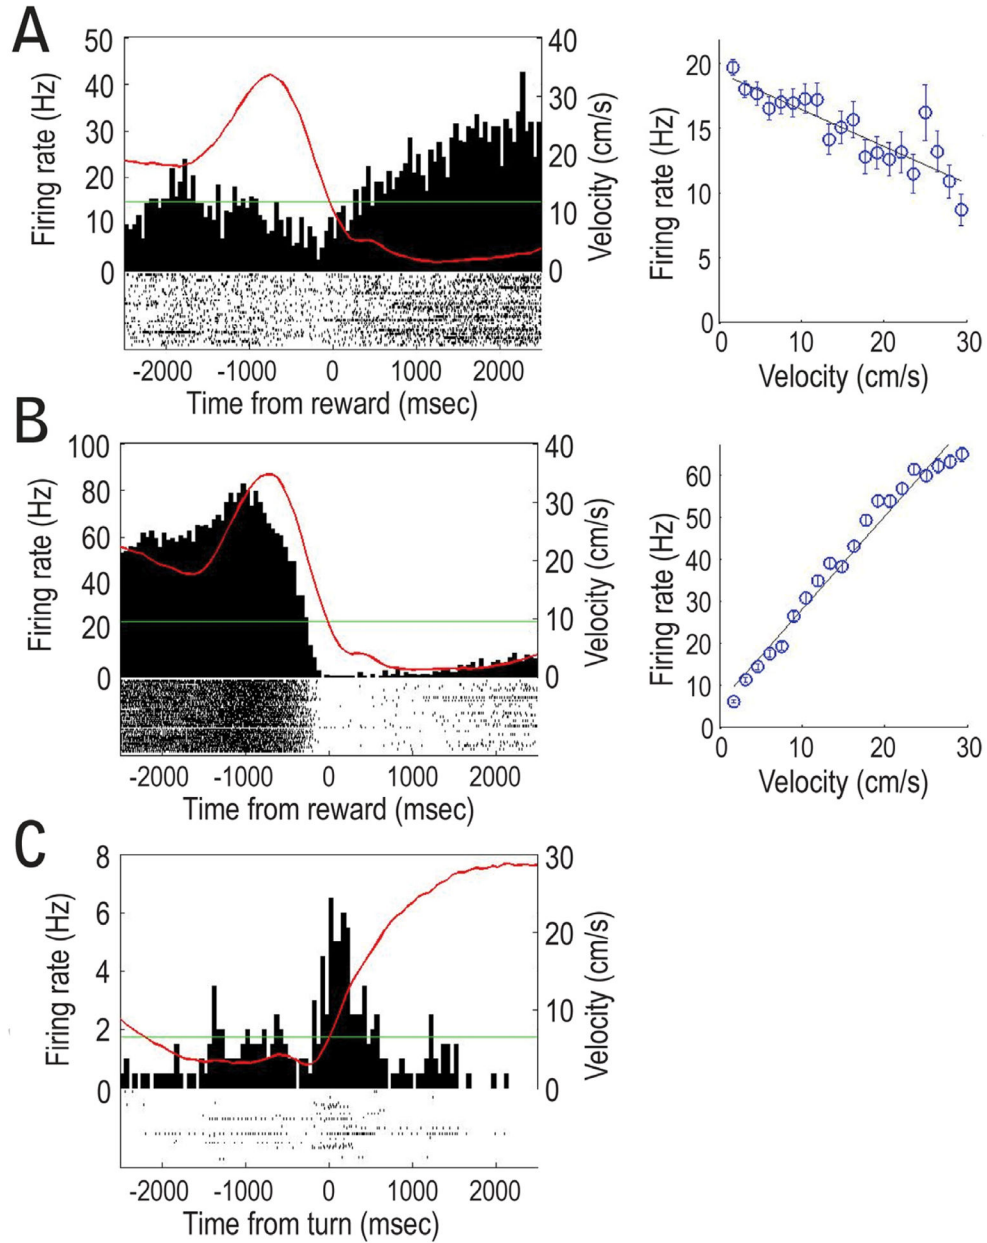 A
50
40
30
20
10
0
Firing rate (Hz)
40
30
20
10
0
Velocity (cm/s)
-2000 -1000 0 1000 2000
Time from reward (msec)
20
15
10
5
0
Firing rate (Hz)
0 10 20 30
Velocity (cm/s)
B
100
80
60
40
20
0
Firing rate (Hz)
40
30
20
10
0
Velocity (cm/s)
-2000 -1000 0 1000 2000
Time from reward (msec)
60
50
40
30
20
10
0
Firing rate (Hz)
0 10 20 30
Velocity (cm/s)
C
8
6
4
2
0
Firing rate (Hz)
30
20
10
0
Velocity (cm/s)
-2000 -1000 0 1000 2000
Time from turn (msec)